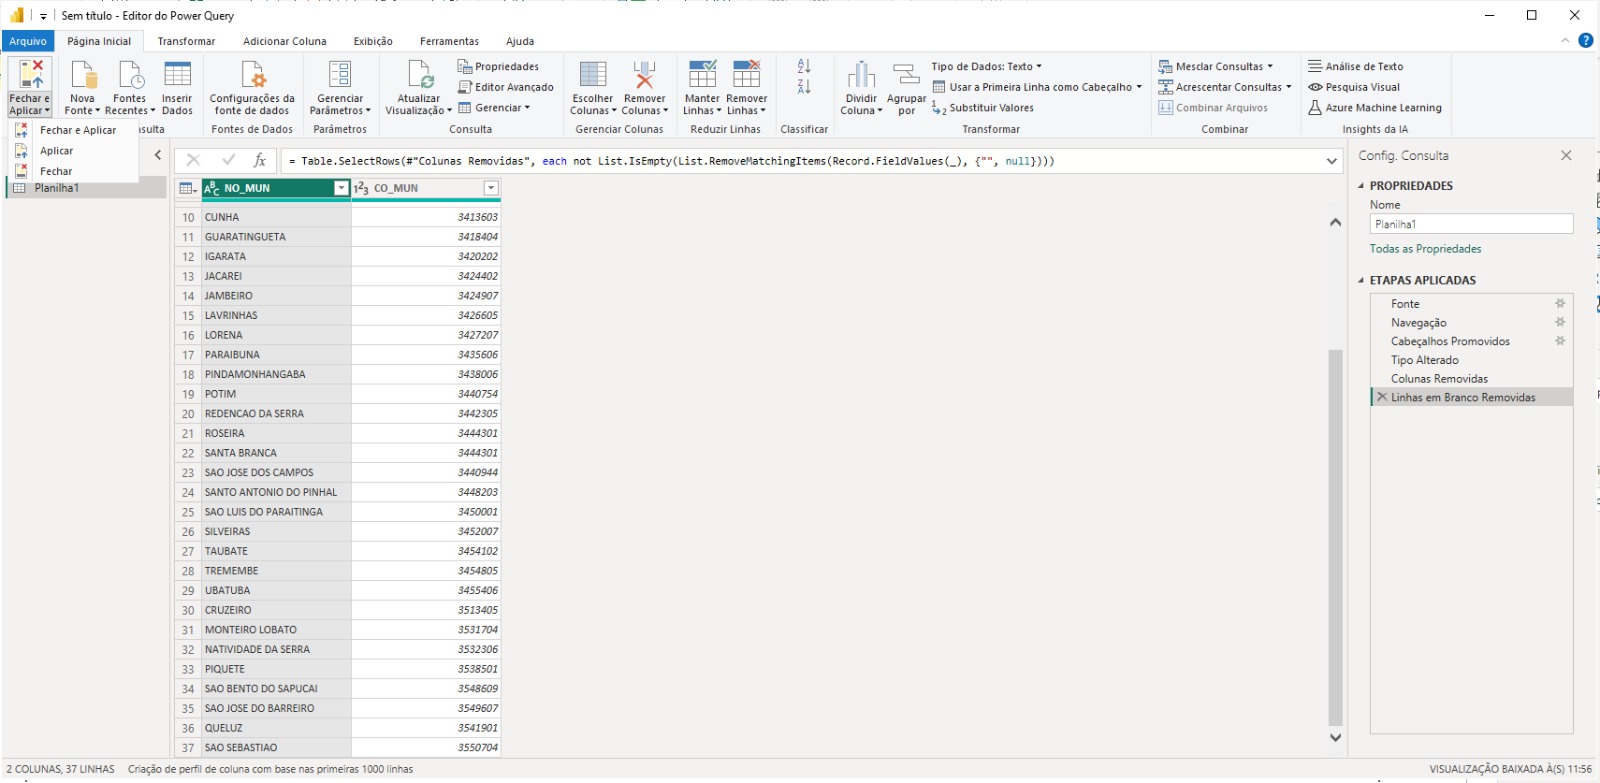 Sem título - Editor do Power Query
Arquivo Página Inicial Transformar Adicionar Coluna Exibição Ferramentas Ajuda
Fechar e Aplicar
Nova Fonte
Fontes Recentes
Inserir Dados
Configurações da fonte de dados
Fontes de Dados
Gerenciar Parâmetros
Parâmetros
Atualizar Visualização
Propriedades
Editor Avançado
Gerenciar
Consulta
Escolher Colunas
Remover Colunas
Gerenciar Colunas
Manter Linhas
Remover Linhas
Reduzir Linhas
Classificar
Dividir Coluna
Agrupar por
Tipo de Dados: Texto
Usar a Primeira Linha como Cabeçalho
Substituir Valores
Transformar
Mesclar Consultas
Acrescentar Consultas
Combinar Arquivos
Combinar
Análise de Texto
Pesquisa Visual
Azure Machine Learning
Insights da IA
Fechar e Aplicar
Aplicar
Fechar
sulta
Planilha1
= Table.SelectRows(#"Colunas Removidas", each not List.IsEmpty(List.RemoveMatchingItems(Record.FieldValues(_), {"", null})))
NO_MUN CO_MUN
10 CUNHA 3413603
11 GUARATINGUETA 3418404
12 IGARATA 3420202
13 JACAREI 3424402
14 JAMBEIRO 3424907
15 LAVRINHAS 3426605
16 LORENA 3427207
17 PARAIBUNA 3435606
18 PINDAMONHANGABA 3438006
19 POTIM 3440754
20 REDENCAO DA SERRA 3442305
21 ROSEIRA 3444301
22 SANTA BRANCA 3444301
23 SAO JOSE DOS CAMPOS 3440944
24 SANTO ANTONIO DO PINHAL 3448203
25 SAO LUIS DO PARAITINGA 3450001
26 SILVEIRAS 3452007
27 TAUBATE 3454102
28 TREMEMBE 3454805
29 UBATUBA 3455406
30 CRUZEIRO 3513405
31 MONTEIRO LOBATO 3531704
32 NATIVIDADE DA SERRA 3532306
33 PIQUETE 3538501
34 SAO BENTO DO SAPUCAI 3548609
35 SAO JOSE DO BARREIRO 3549607
36 QUELUZ 3541901
37 SAO SEBASTIAO 3550704
Config. Consulta
PROPRIEDADES
Nome
Planilha1
Todas as Propriedades
ETAPAS APLICADAS
Fonte
Navegação
Cabeçalhos Promovidos
Tipo Alterado
Colunas Removidas
Linhas em Branco Removidas
2 COLUNAS, 37 LINHAS Criação de perfil de coluna com base nas primeiras 1000 linhas
VISUALIZAÇÃO BAIXADA À(S) 11:56